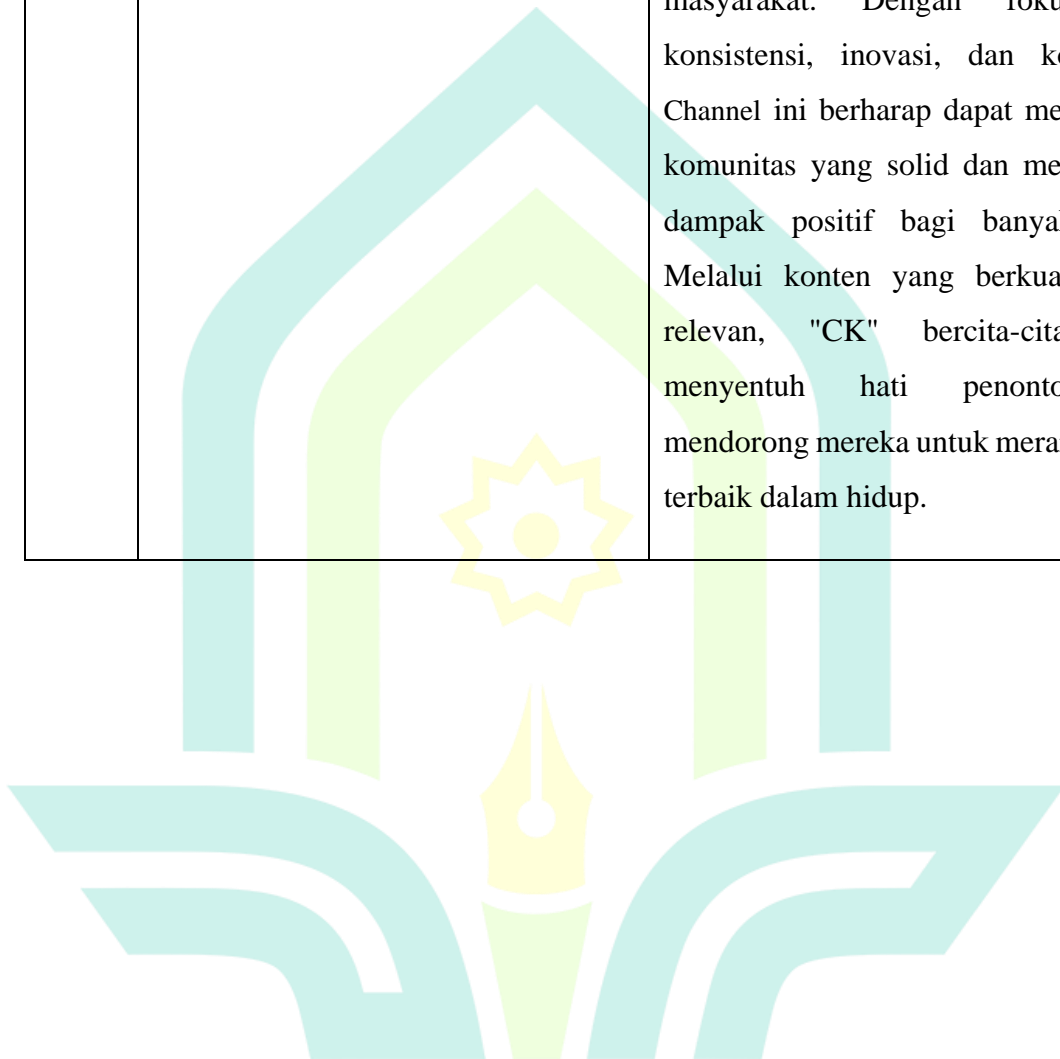 masyarakat. Dengan
konsistensi, inovasi, dan
Channel ini berharap dapat
komunitas yang solid dan
dampak positif bagi
Melalui konten yang
relevan, "CK"
menyentuh hati
mendorong mereka untuk
terbaik dalam hidup.